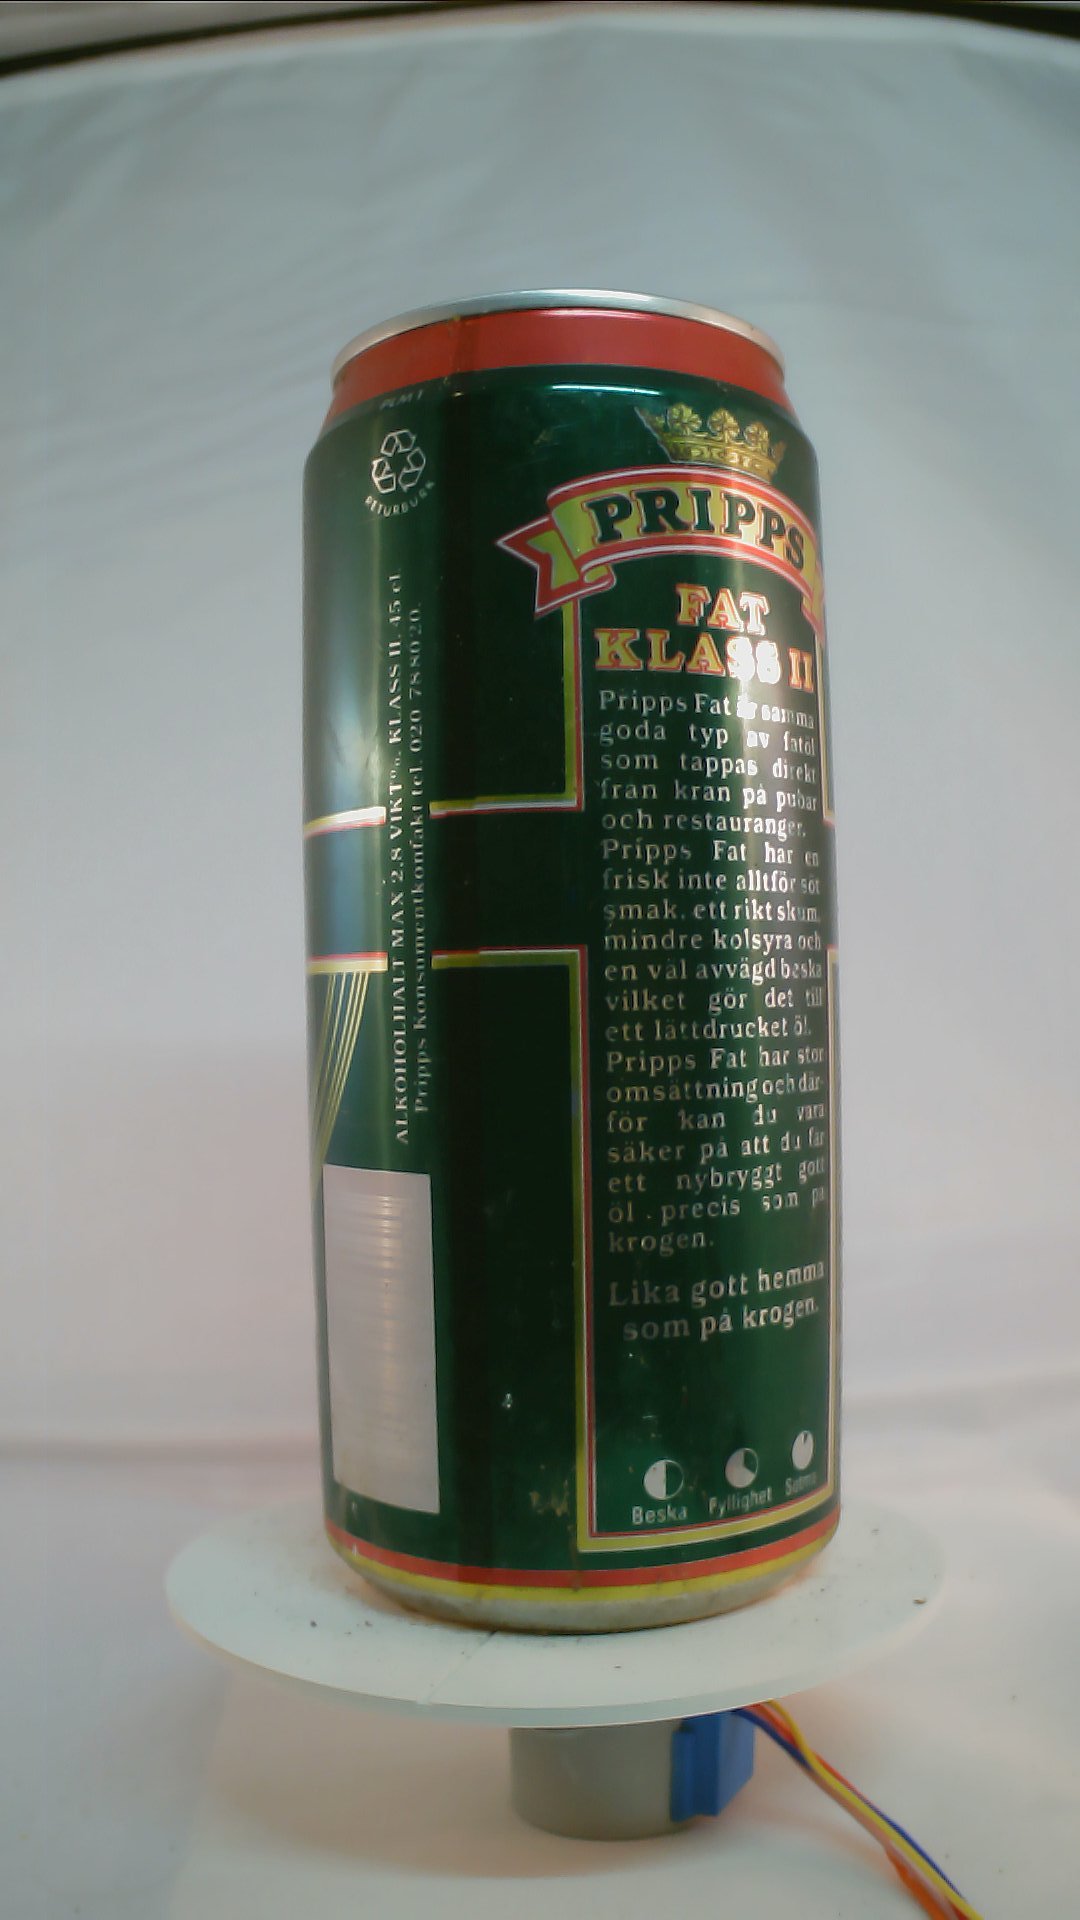 PLM 1
RETURBURK
ALKOHOLHALT MAX 2.8 VIKT%. KLASS II. 45 cl.
Pripps Konsumentkontakt tel. 020 788020.
PRIPPS
FAT
KLASS II
Pripps Fat är samma
goda typ av fatöl
som tappas direkt
från kran på pubar
och restauranger.
Pripps Fat har en
frisk inte alltför söt
smak. ett rikt skum,
mindre kolsyra och
en väl avvägd beska
vilket gör det till
ett lättdrucket öl.
Pripps Fat har stor
omsättning och där-
för kan du vara
säker på att du får
ett nybryggt gott
öl - precis som på
krogen.
Lika gott hemma
som på krogen.
Beska Fyllighet Sötma